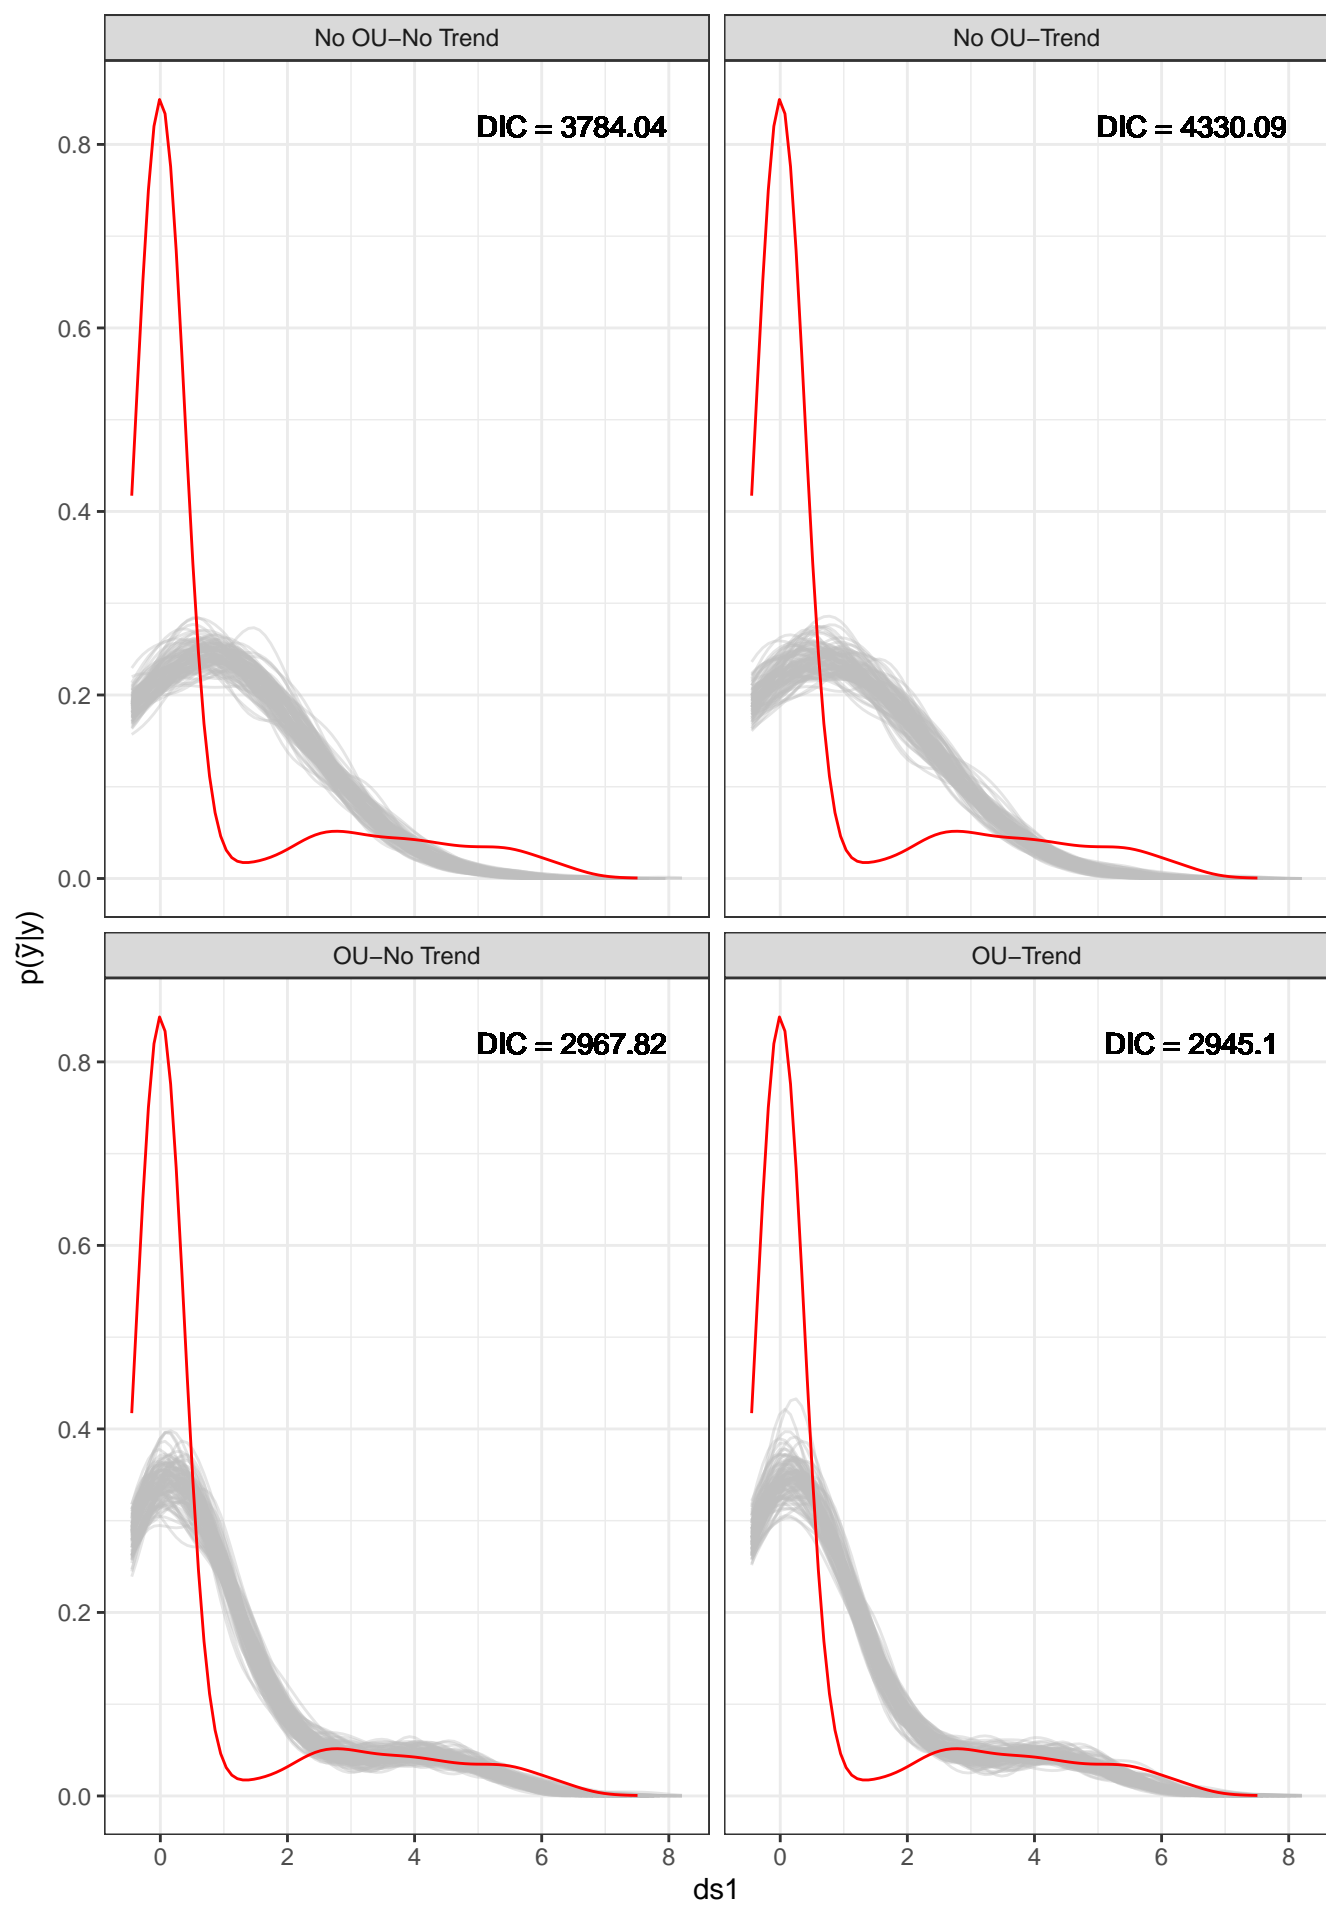 No OU−No Trend
No OU−Trend
DIC = 3784.04
DIC = 4330.09
0.8
0.6
0.4
0.2
0.0
p(ỹ|y)
OU−No Trend
OU−Trend
DIC = 2967.82
DIC = 2945.1
0.8
0.6
0.4
0.2
0.0
0 2 4 6 8
0 2 4 6 8
ds1